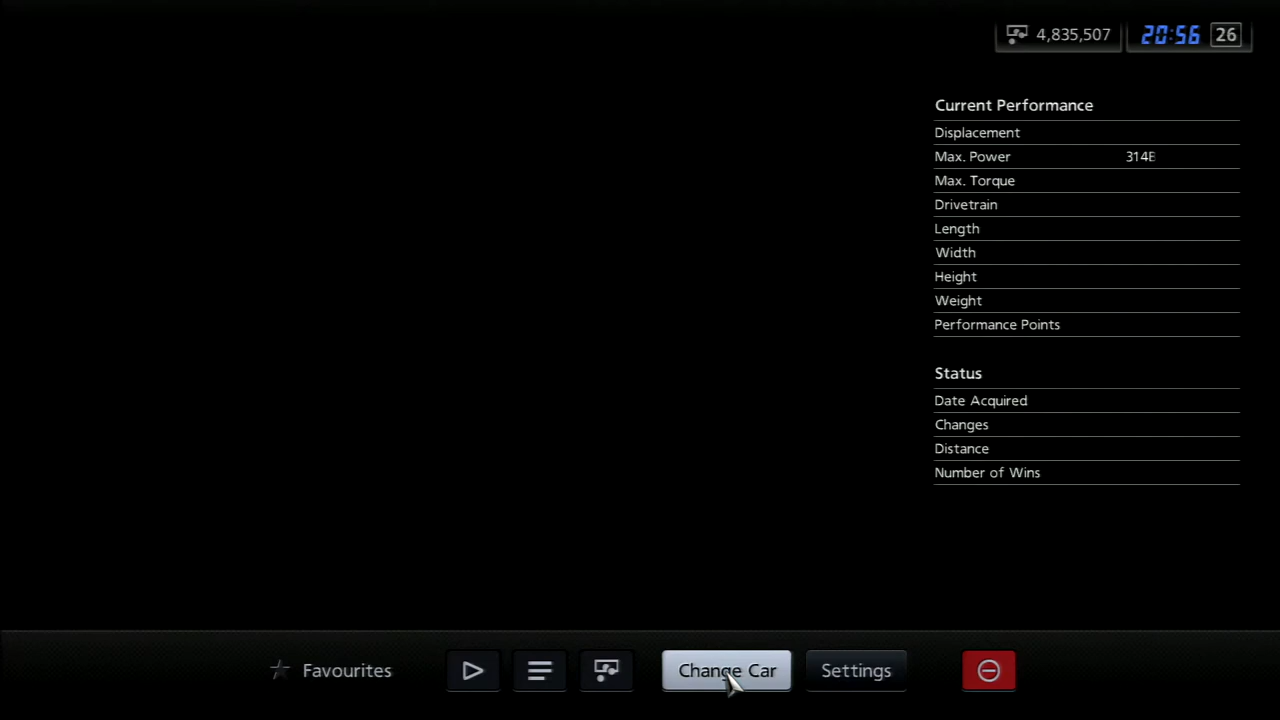 4,835,507 20:56 26
Current Performance
Displacement
Max. Power 314
Max. Torque
Drivetrain
Length
Width
Height
Weight
Performance Points
Status
Date Acquired
Changes
Distance
Number of Wins
Favourites Change Car Settings